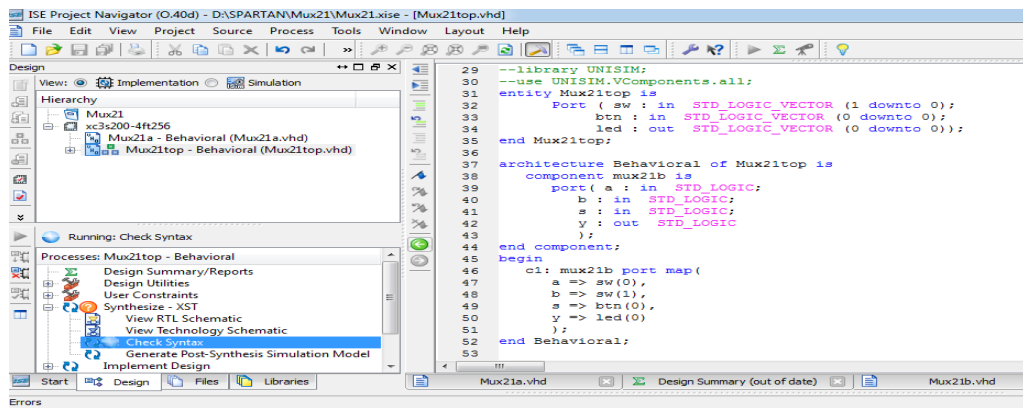 ISE Project Navigator (O.40d) - D:\SPARTAN\Mux21\Mux21.xise - [Mux21top.vhd]
File Edit View Project Source Process Tools Window Layout Help
Design
View: Implementation Simulation
Hierarchy
Mux21
xc3s200-4ft256
Mux21a - Behavioral (Mux21a.vhd)
Mux21top - Behavioral (Mux21top.vhd)
Running: Check Syntax
Processes: Mux21top - Behavioral
Design Summary/Reports
Design Utilities
User Constraints
Synthesize - XST
View RTL Schematic
View Technology Schematic
Check Syntax
Generate Post-Synthesis Simulation Model
Implement Design
Start Design Files Libraries
29 --library UNISIM;
30 --use UNISIM.VComponents.all;
31 entity Mux21top is
32 Port ( sw : in STD_LOGIC_VECTOR (1 downto 0);
33 btn : in STD_LOGIC_VECTOR (0 downto 0);
34 led : out STD_LOGIC_VECTOR (0 downto 0));
35 end Mux21top;
36
37 architecture Behavioral of Mux21top is
38 component mux21b is
39 port( a : in STD_LOGIC;
40 b : in STD_LOGIC;
41 s : in STD_LOGIC;
42 y : out STD_LOGIC
43 );
44 end component;
45 begin
46 c1: mux21b port map(
47 a => sw(0),
48 b => sw(1),
49 s => btn(0),
50 y => led(0)
51 );
52 end Behavioral;
53
Mux21a.vhd Design Summary (out of date) Mux21b.vhd
Errors